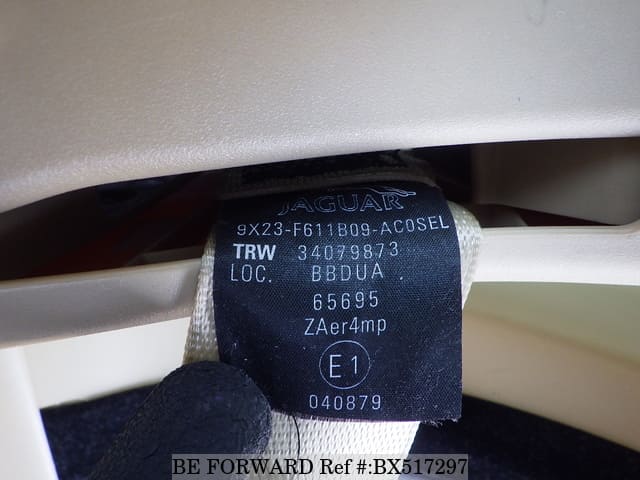 JAGUAR
9X23-F611B09-AC0SEL
TRW 34079873
LOC. BBDUA .
65695
ZAer4mp
E1
040879
BE FORWARD Ref #:BX517297